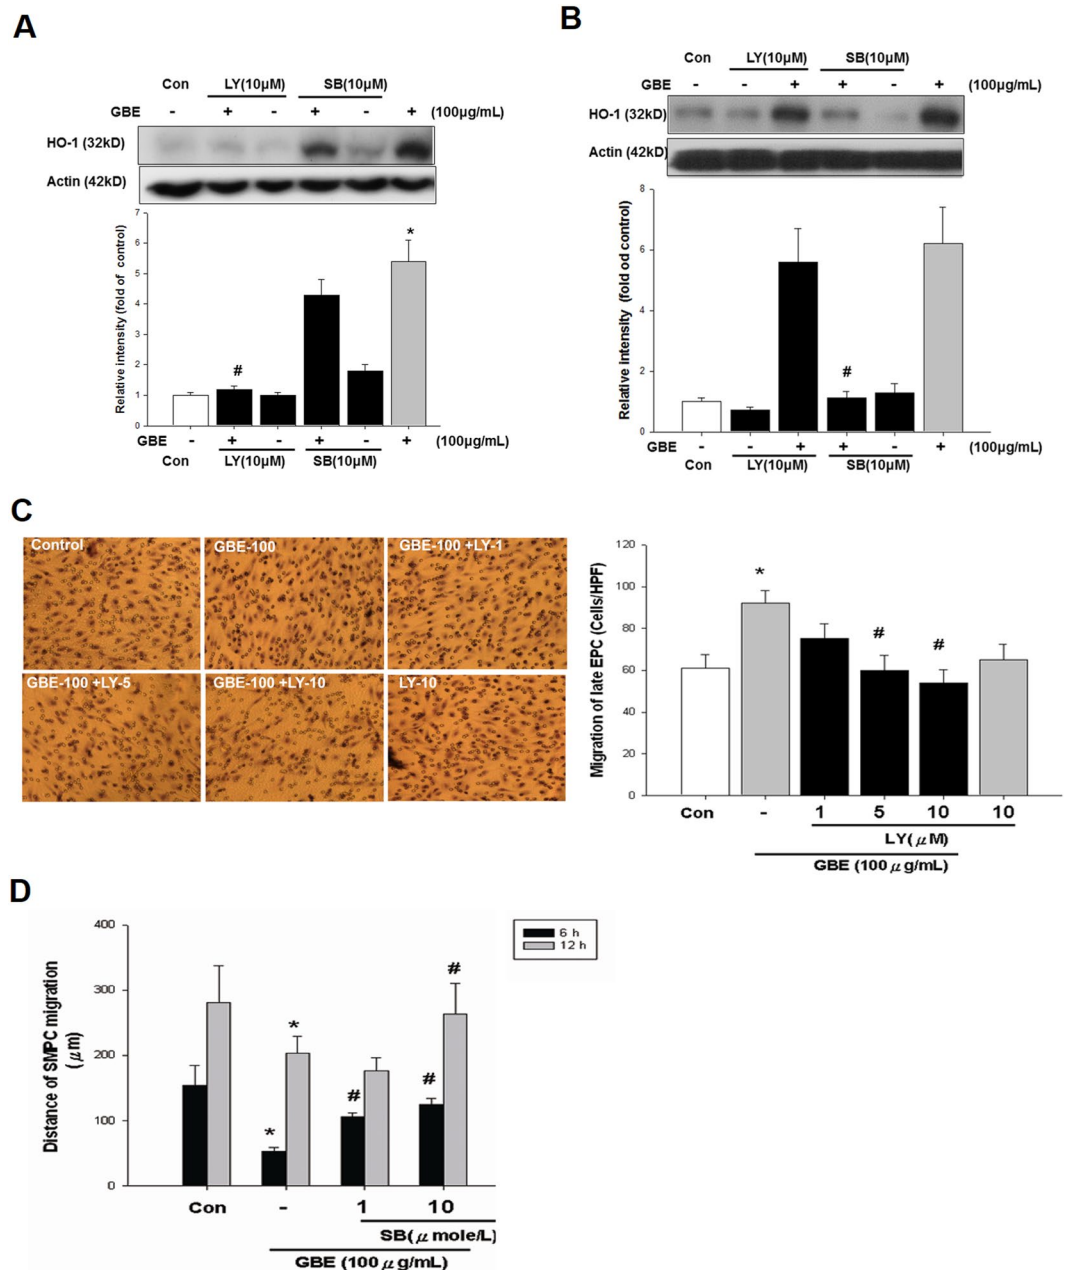 A
Con LY(10μM) SB(10μM)
GBE - + - + - + (100μg/mL)
HO-1 (32kD)
Actin (42kD)
Relative intensity (fold of control)
7
6
5
4
3
2
1
0
#
*
GBE - + - + - + (100μg/mL)
Con LY(10μM) SB(10μM)
B
Con LY(10μM) SB(10μM)
GBE - - + + - + (100μg/mL)
HO-1 (32kD)
Actin (42kD)
Relative intensity (fold od control)
8
6
4
2
0
#
GBE - - + + - + (100μg/mL)
Con LY(10μM) SB(10μM)
C
Control
GBE-100
GBE-100 +LY-1
GBE-100 +LY-5
GBE-100 +LY-10
LY-10
Migration of late EPC (Cells/HPF)
120
100
80
60
40
20
0
*
#
#
Con - 1 5 10 10
LY(μM)
GBE (100μg/mL)
D
Distance of SMPC migration
(μm)
400
300
200
100
0
*
*
#
#
#
6 h
12 h
Con - 1 10
SB(μ mole/L)
GBE (100μg/mL)